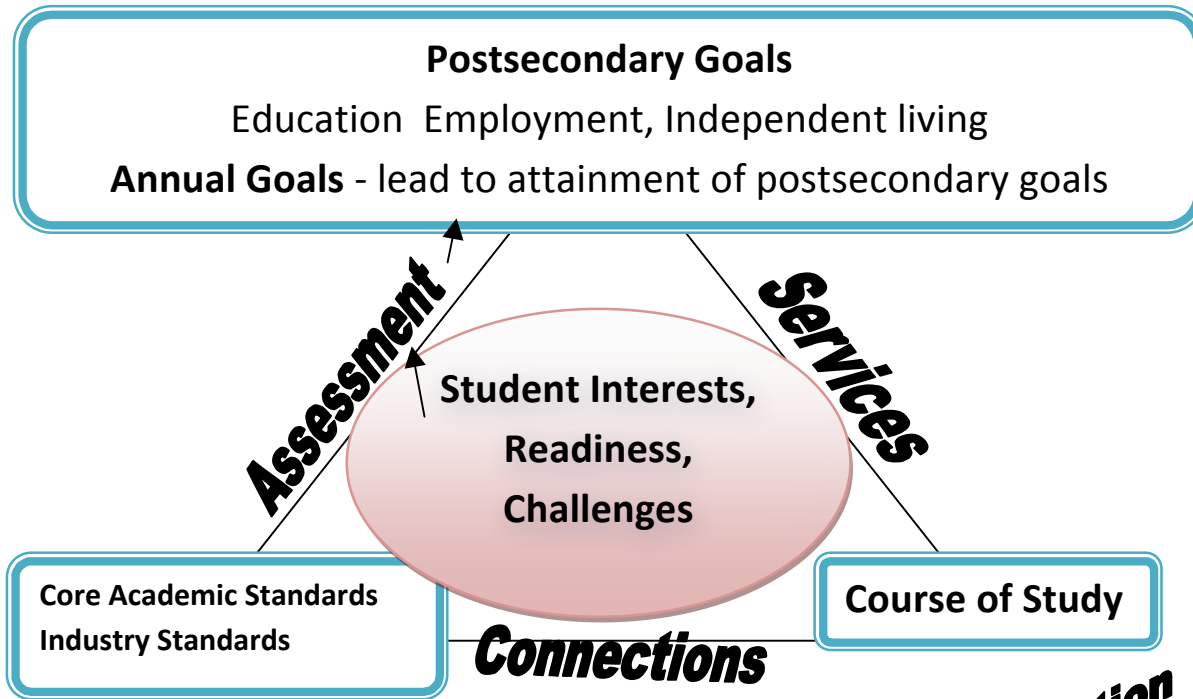 Postsecondary Goals
Education Employment, Independent living
Annual Goals - lead to attainment of postsecondary goals
Assessment
Services
Student Interests,
Readiness,
Challenges
Core Academic Standards
Industry Standards
Course of Study
Connections